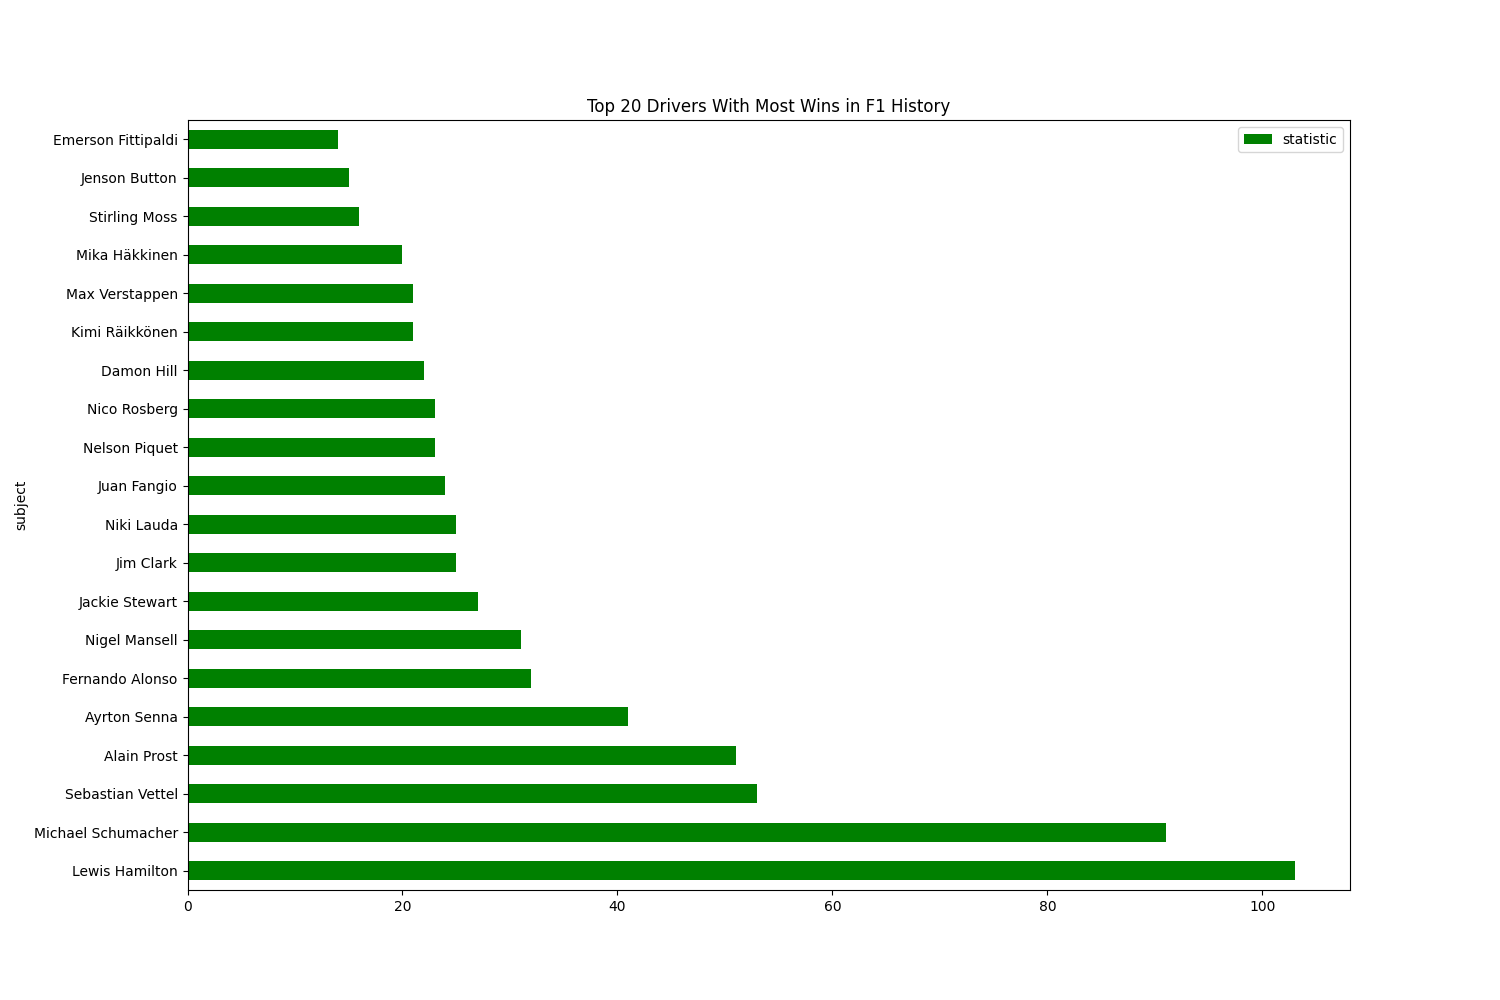 Top 20 Drivers With Most Wins in F1 History
statistic
Emerson Fittipaldi
Jenson Button
Stirling Moss
Mika Häkkinen
Max Verstappen
Kimi Räikkönen
Damon Hill
Nico Rosberg
Nelson Piquet
Juan Fangio
Niki Lauda
Jim Clark
Jackie Stewart
Nigel Mansell
Fernando Alonso
Ayrton Senna
Alain Prost
Sebastian Vettel
Michael Schumacher
Lewis Hamilton
subject
0 20 40 60 80 100